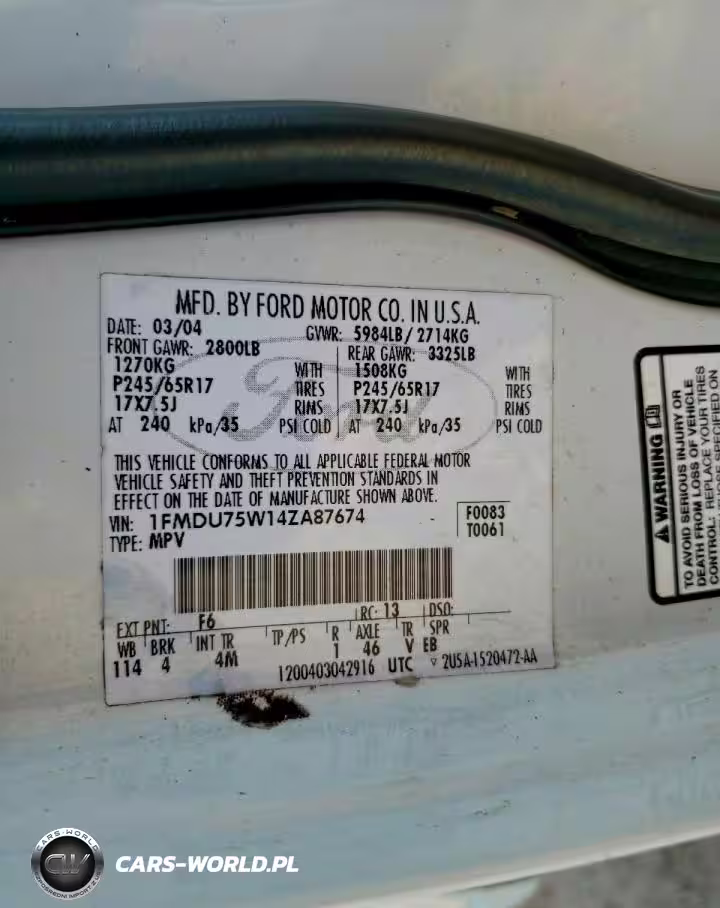 MFD. BY FORD MOTOR CO. IN U.S.A.
DATE: 03/04 GVWR: 5984LB/ 2714KG
FRONT GAWR: 2800LB REAR GAWR: 3325LB
1270KG WITH 1508KG WITH
P245/65R17 TIRES P245/65R17 TIRES
17X7.5J RIMS 17X7.5J RIMS
AT 240 kPa/35 PSI COLD AT 240 kPa/35 PSI COLD
Ford
THIS VEHICLE CONFORMS TO ALL APPLICABLE FEDERAL MOTOR
VEHICLE SAFETY AND THEFT PREVENTION STANDARDS IN
EFFECT ON THE DATE OF MANUFACTURE SHOWN ABOVE.
VIN: 1FMDU75W14ZA87674 F0083
TYPE: MPV T0061
EXT PNT: F6 RC: 13 DSO:
WB BRK INT TR TP/PS R AXLE TR SPR
114 4 4M 1 46 V EB
1200403042916 UTC ▽ 2U5A-1520472-AA
WARNING
TO AVOID SERIOUS INJURY OR
DEATH FROM LOSS OF VEHICLE
CONTROL: REPLACE YOUR TIRES
CARS-WORLD
CW
CARS-WORLD.PL